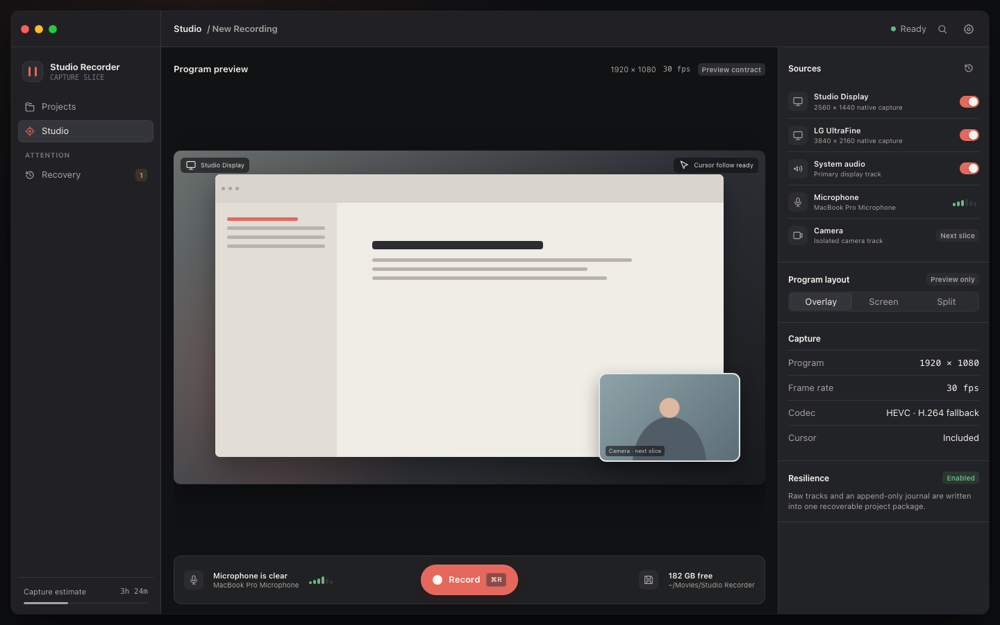 Studio / New Recording
Ready
Studio Recorder
CAPTURE SLICE
Projects
Studio
ATTENTION
Recovery
1
Capture estimate
3h 24m
Program preview
1920 × 1080
30 fps
Preview contract
Studio Display
Cursor follow ready
Camera · next slice
Microphone is clear
MacBook Pro Microphone
Record
⌘R
182 GB free
~/Movies/Studio Recorder
Sources
Studio Display
2560 × 1440 native capture
LG UltraFine
3840 × 2160 native capture
System audio
Primary display track
Microphone
MacBook Pro Microphone
Camera
Isolated camera track
Next slice
Program layout
Preview only
Overlay
Screen
Split
Capture
Program
1920 × 1080
Frame rate
30 fps
Codec
HEVC · H.264 fallback
Cursor
Included
Resilience
Enabled
Raw tracks and an append-only journal are written
into one recoverable project package.